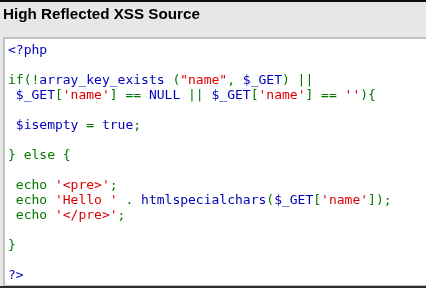 High Reflected XSS Source
<?php
if(!array_key_exists ("name", $_GET) ||
$_GET['name'] == NULL || $_GET['name'] == ''){
$isempty = true;
} else {
echo '<pre>';
echo 'Hello ' . htmlspecialchars($_GET['name']);
echo '</pre>';
}
?>